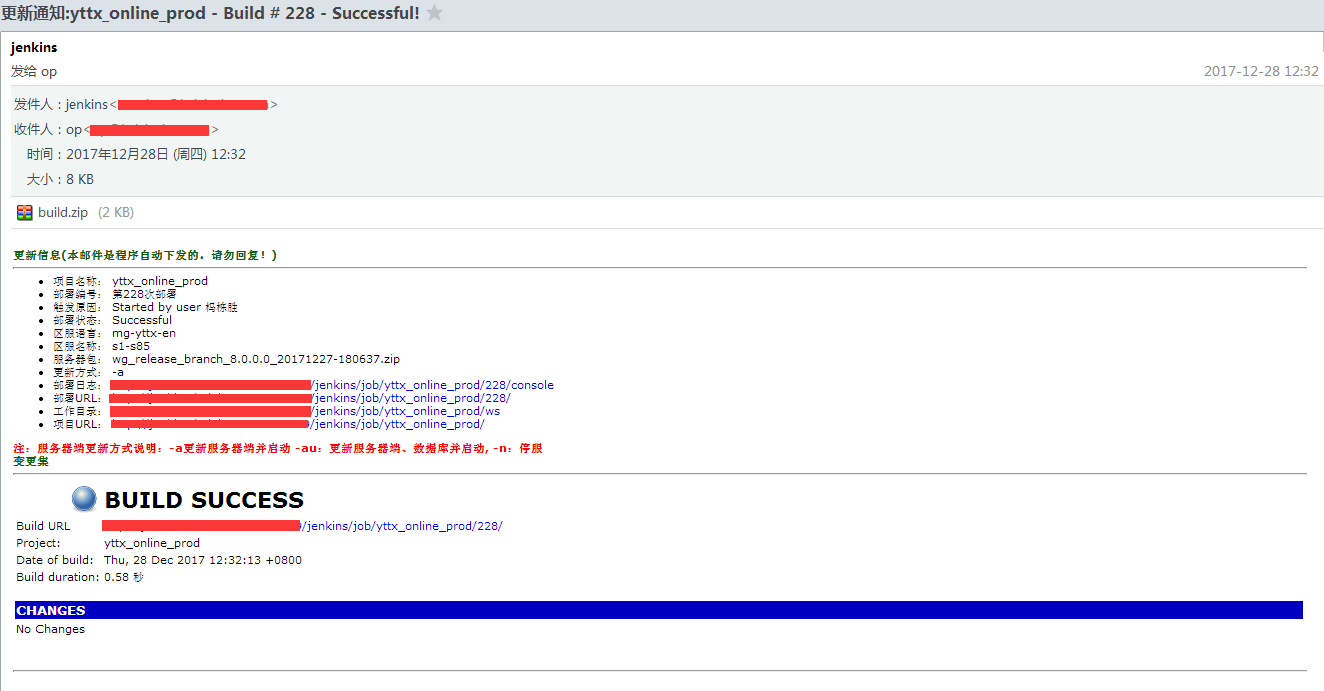 更新通知:yttx_online_prod - Build # 228 - Successful!
jenkins
发给 op
2017-12-28 12:32
发件人：jenkins< >
收件人：op< >
时间：2017年12月28日 (周四) 12:32
大小：8 KB
build.zip (2 KB)
更新信息(本邮件是程序自动下发的，请勿回复！)
项目名称： yttx_online_prod
部署编号： 第228次部署
触发原因： Started by user 杩栋胜
部署状态： Successful
区服语言： mg-yttx-en
区服名称： s1-s85
服务器包： wg_release_branch_8.0.0.0_20171227-180637.zip
更新方式： -a
部署日志： /jenkins/job/yttx_online_prod/228/console
部署URL： /jenkins/job/yttx_online_prod/228/
工作目录： /jenkins/job/yttx_online_prod/ws
项目URL： /jenkins/job/yttx_online_prod/
注：服务器端更新方式说明：-a更新服务器端并启动 -au：更新服务器端、数据库并启动, -n：停服
变更集
BUILD SUCCESS
Build URL /jenkins/job/yttx_online_prod/228/
Project: yttx_online_prod
Date of build: Thu, 28 Dec 2017 12:32:13 +0800
Build duration: 0.58 秒
CHANGES
No Changes